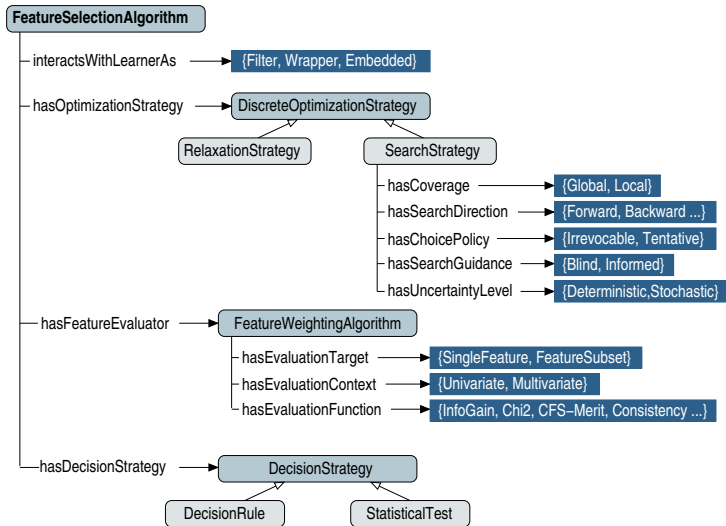 FeatureSelectionAlgorithm
interactsWithLearnerAs {Filter, Wrapper, Embedded}
hasOptimizationStrategy DiscreteOptimizationStrategy
RelaxationStrategy SearchStrategy
hasCoverage {Global, Local}
hasSearchDirection {Forward, Backward ...}
hasChoicePolicy {Irrevocable, Tentative}
hasSearchGuidance {Blind, Informed}
hasUncertaintyLevel {Deterministic,Stochastic}
hasFeatureEvaluator FeatureWeightingAlgorithm
hasEvaluationTarget {SingleFeature, FeatureSubset}
hasEvaluationContext {Univariate, Multivariate}
hasEvaluationFunction {InfoGain, Chi2, CFS−Merit, Consistency ...}
hasDecisionStrategy DecisionStrategy
DecisionRule StatisticalTest